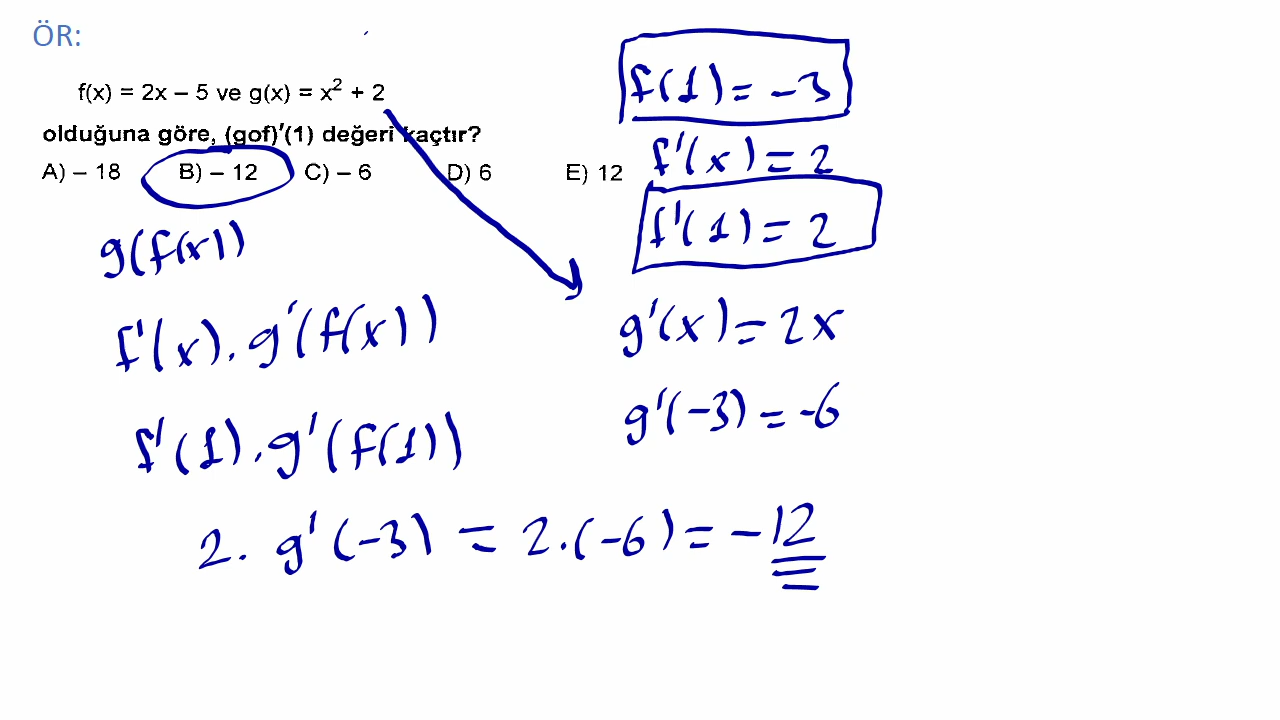 ÖR:
f(x) = 2x – 5 ve g(x) = x² + 2
olduğuna göre, (gof)′(1) değeri kaçtır?
A) – 18 B) – 12 C) – 6 D) 6 E) 12
g(f(x))
f'(x). g'(f(x))
f'(1). g'(f(1))
2. g'(-3) = 2.(-6) = -12
f(1) = -3
f'(x) = 2
f'(1) = 2
g'(x) = 2x
g'(-3) = -6